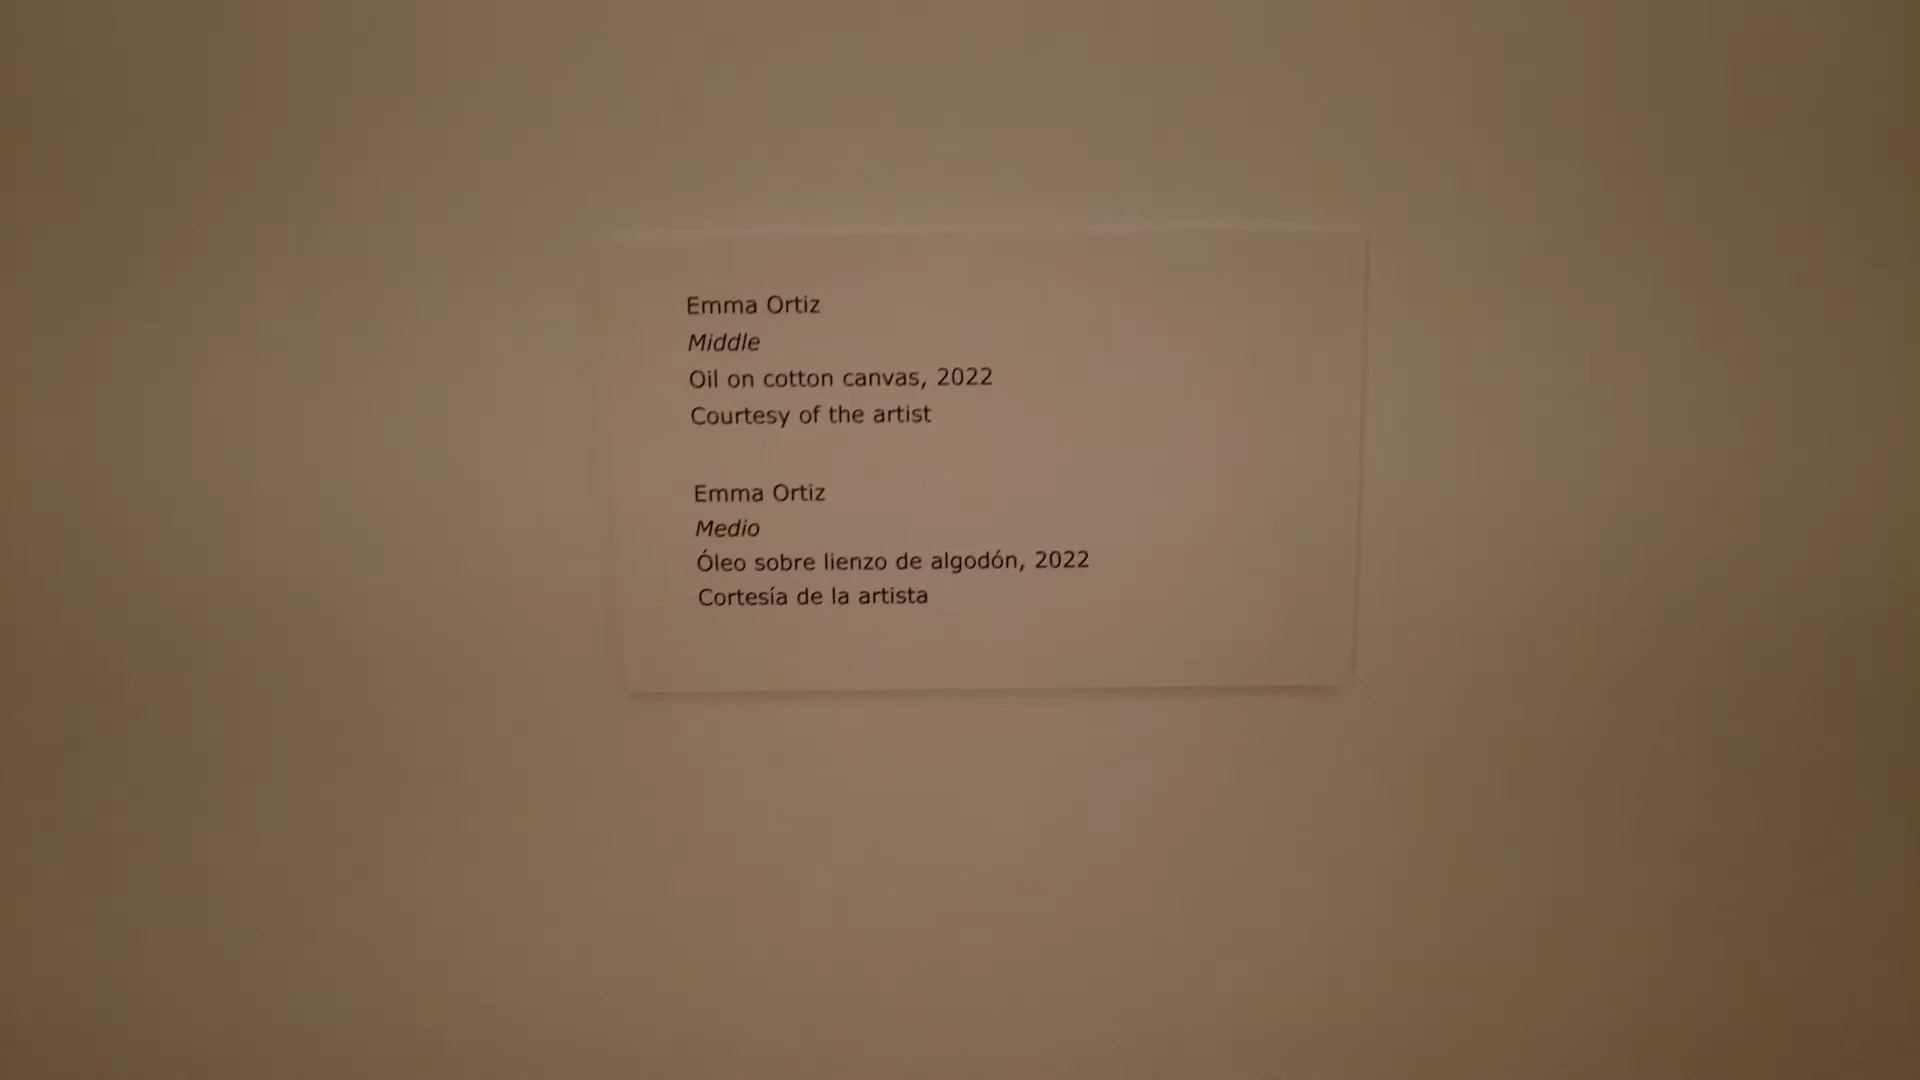 Emma Ortiz
Middle
Oil on cotton canvas, 2022
Courtesy of the artist
Emma Ortiz
Medio
Óleo sobre lienzo de algodón, 2022
Cortesía de la artista